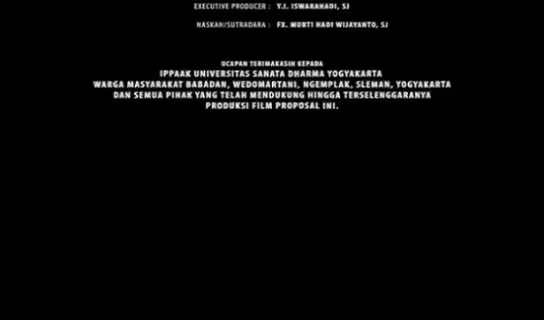 EXECUTIVE PRODUCER : Y.I. ISWARAHADI, SJ
NASKAH/SUTRADARA : FX. MURTI HADI WIJAYANTO, SJ
UCAPAN TERIMAKASIH KEPADA
IPPAAK UNIVERSITAS SANATA DHARMA YOGYAKARTA
WARGA MASYARAKAT BABADAN, WEDOMARTANI, NGEMPLAK, SLEMAN, YOGYAKARTA
DAN SEMUA PIHAK YANG TELAH MENDUKUNG HINGGA TERSELENGGARANYA
PRODUKSI FILM PROPOSAL INI.